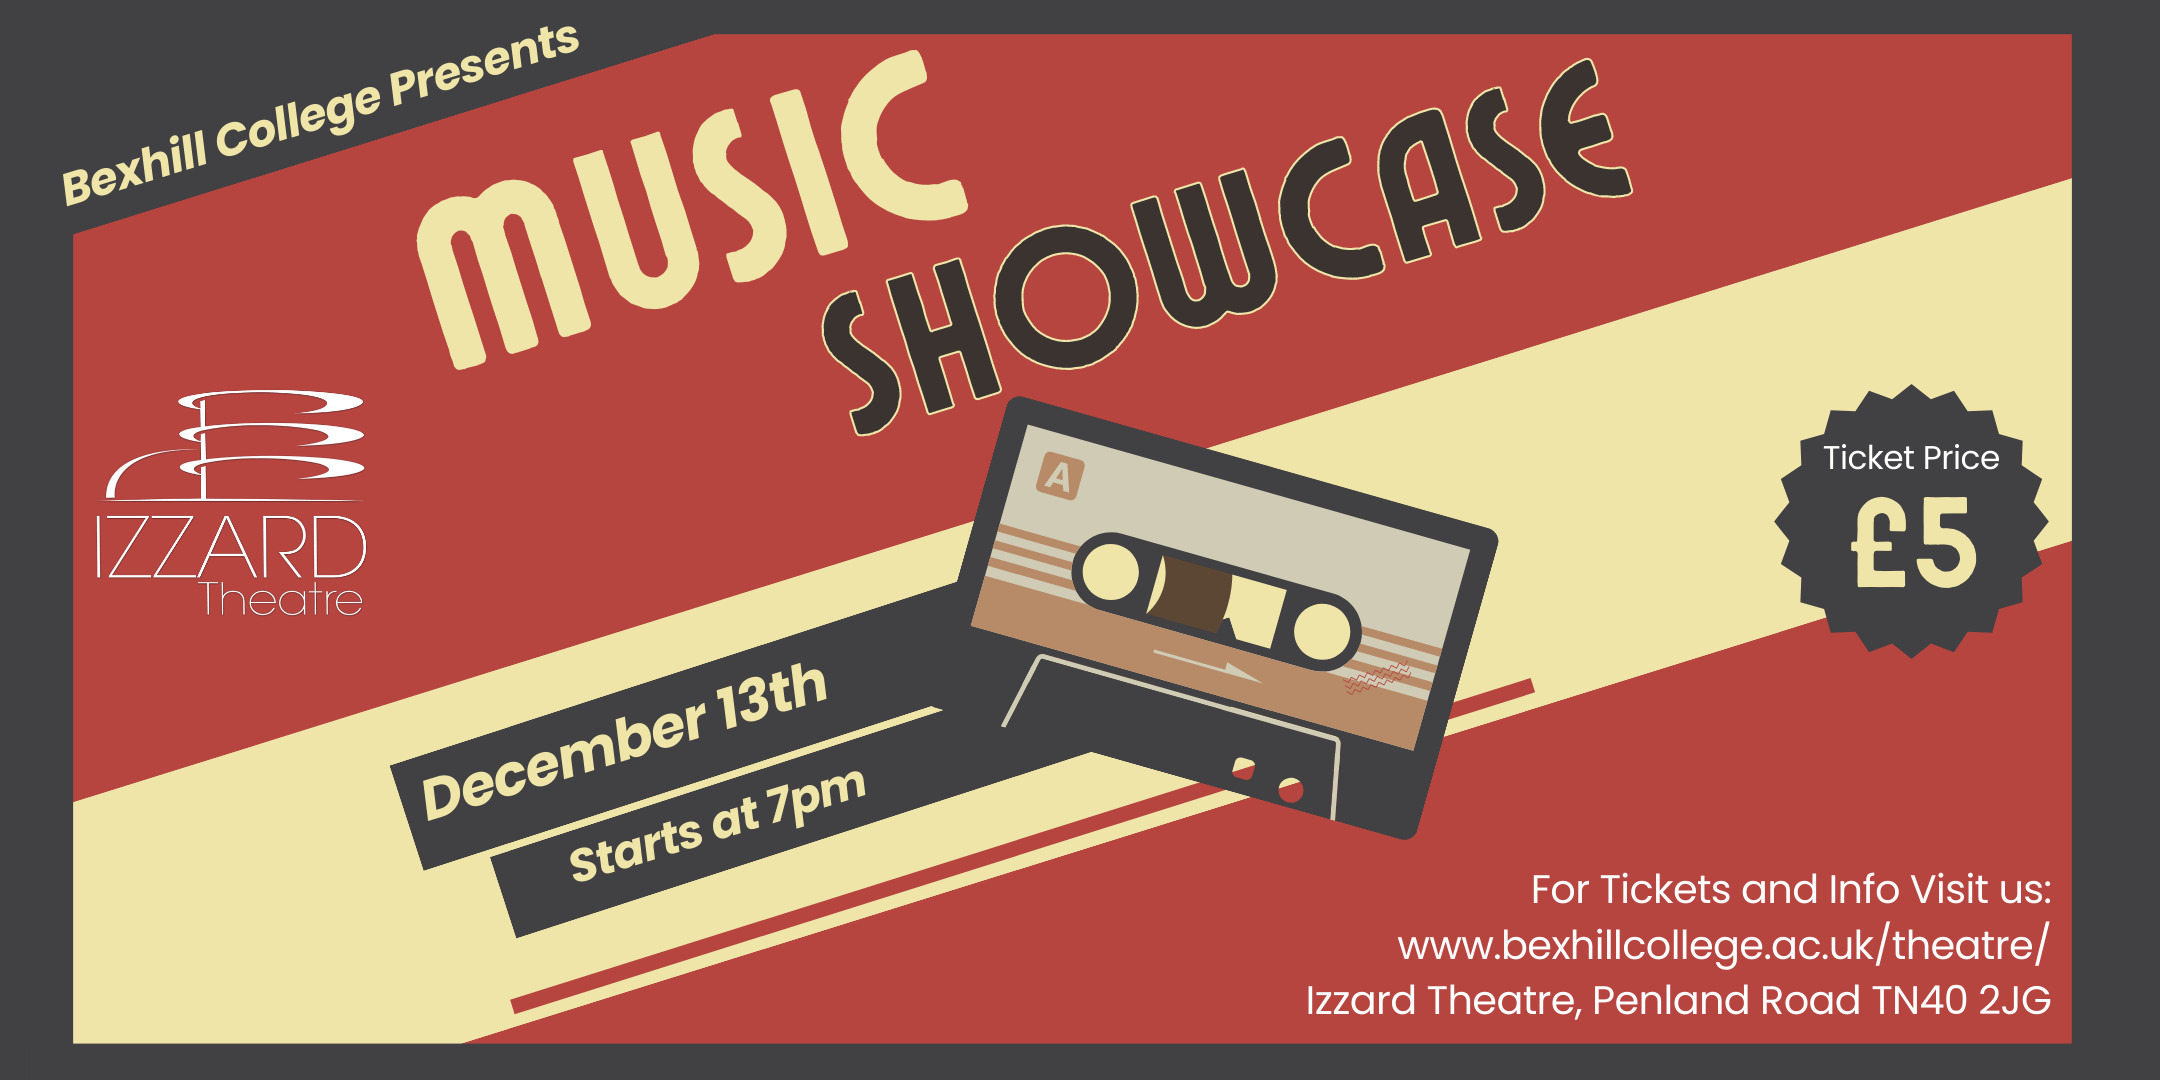 Bexhill College Presents
MUSIC
SHOWCASE
IZZARD
Theatre
A
Ticket Price
£5
December 13th
Starts at 7pm
For Tickets and Info Visit us:
www.bexhillcollege.ac.uk/theatre/
Izzard Theatre, Penland Road TN40 2JG